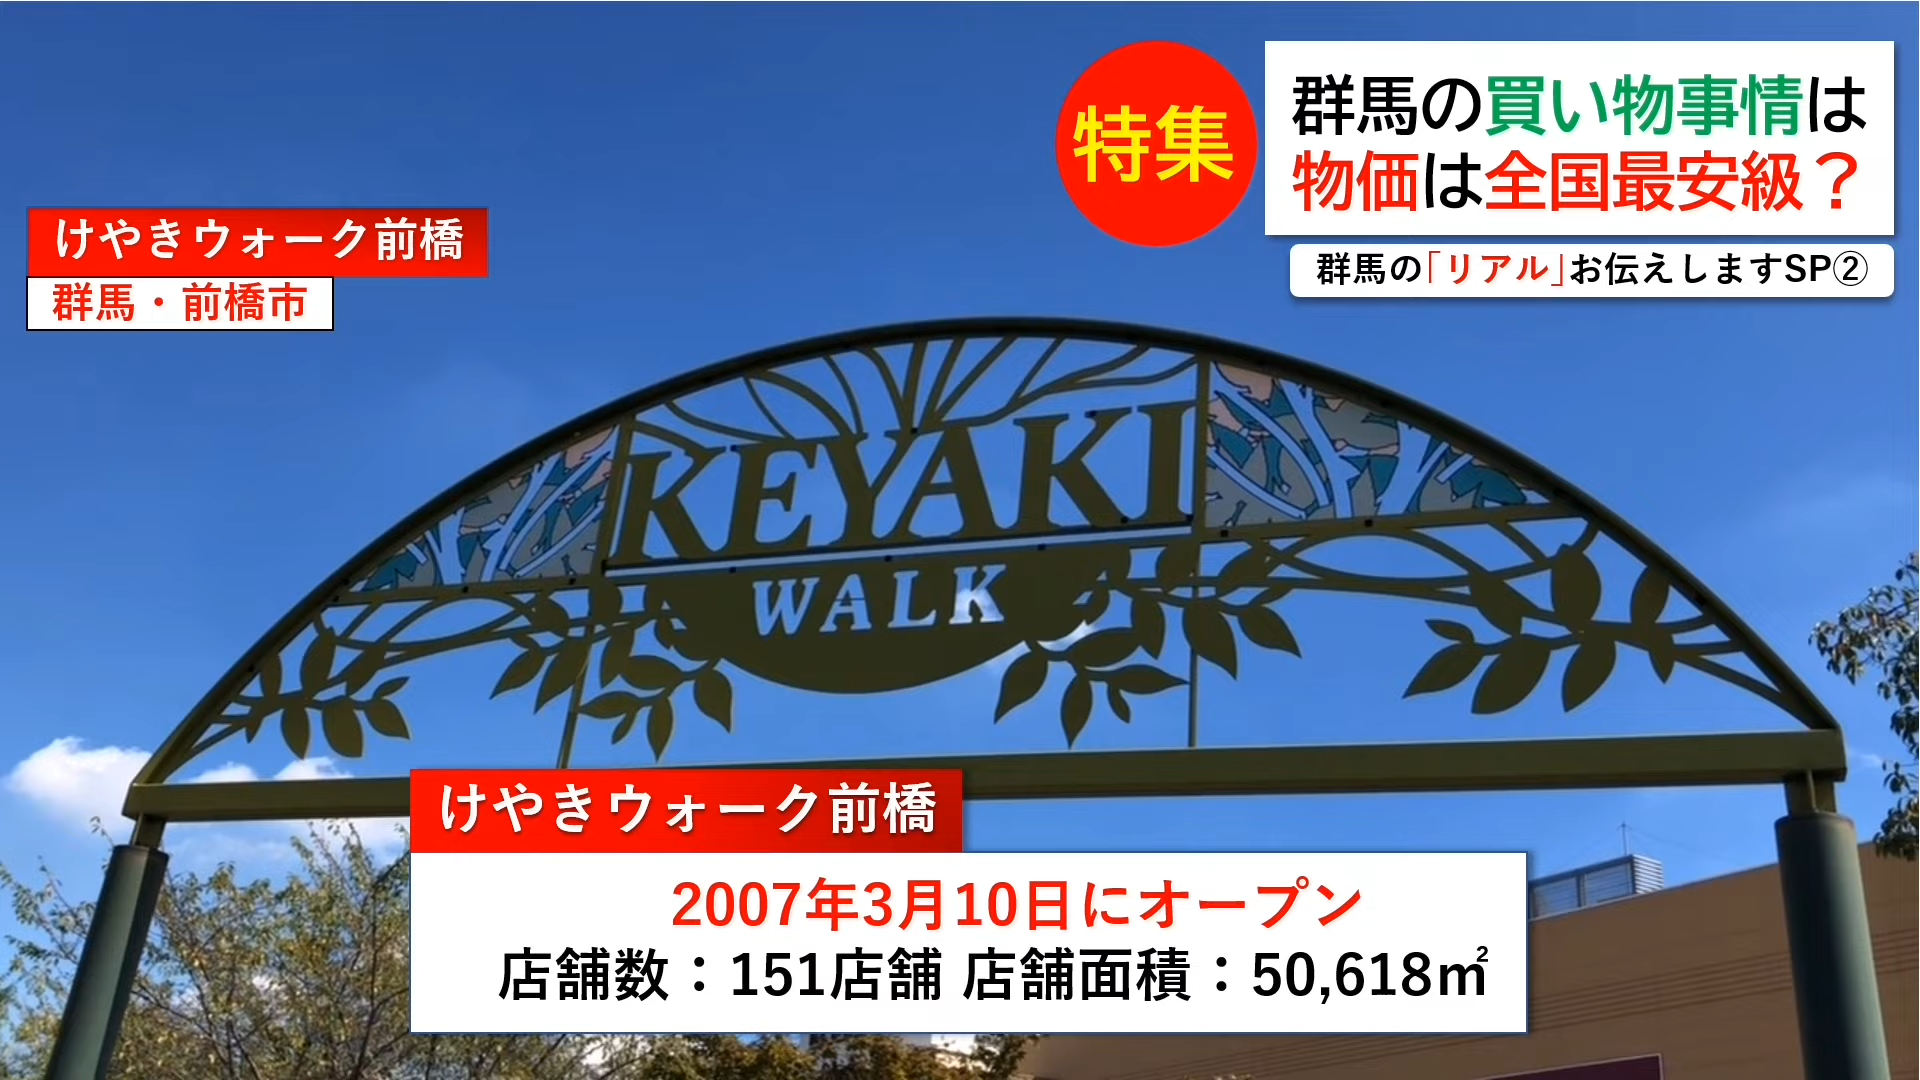 特集
群馬の買い物事情は
物価は全国最安級？
群馬の｢リアル｣お伝えしますSP②
けやきウォーク前橋
群馬・前橋市
KEYAKI
WALK
けやきウォーク前橋
2007年3月10日にオープン
店舗数：151店舗 店舗面積：50,618㎡